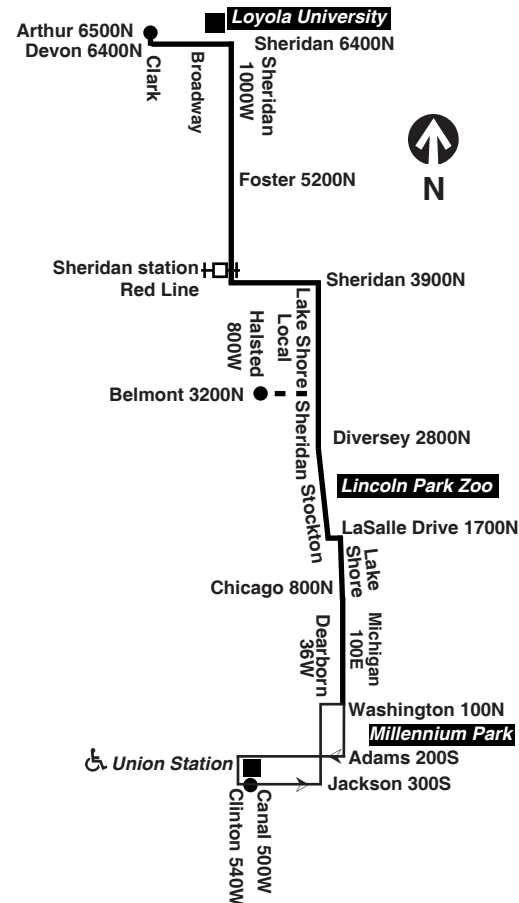 Loyola University
Arthur 6500N
Devon 6400N
Sheridan 6400N
Clark
Broadway
Sheridan
1000W
N
Foster 5200N
Sheridan station
Red Line
Sheridan 3900N
Lake Shore
Local
Halsted
800W
Belmont 3200N
Sheridan
Diversey 2800N
Stockton
Lincoln Park Zoo
LaSalle Drive 1700N
Lake
Shore
Chicago 800N
Michigan
100E
Dearborn
36W
Washington 100N
Millennium Park
Union Station
Adams 200S
Jackson 300S
Canal 500W
Clinton 540W